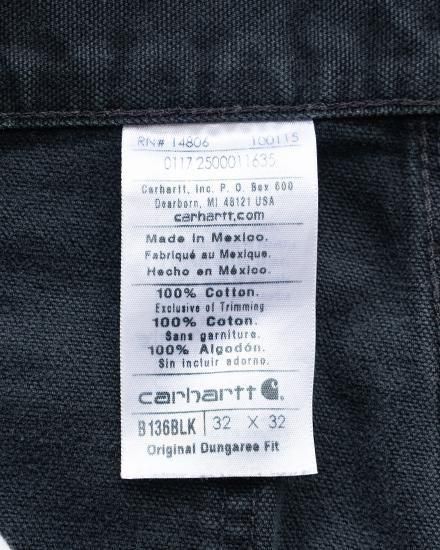 RN# 14806 100115
0117 2500011635
Carhartt, Inc. P. O. Box 600
Dearborn, MI 48121 USA
carhartt.com
Made in Mexico.
Fabriqué au Mexique.
Hecho en México.
100% Cotton.
Exclusive of Trimming
100% Coton.
Sans garniture.
100% Algodón.
Sin incluir adorno.
carhartt
B136BLK 32 X 32
Original Dungaree Fit